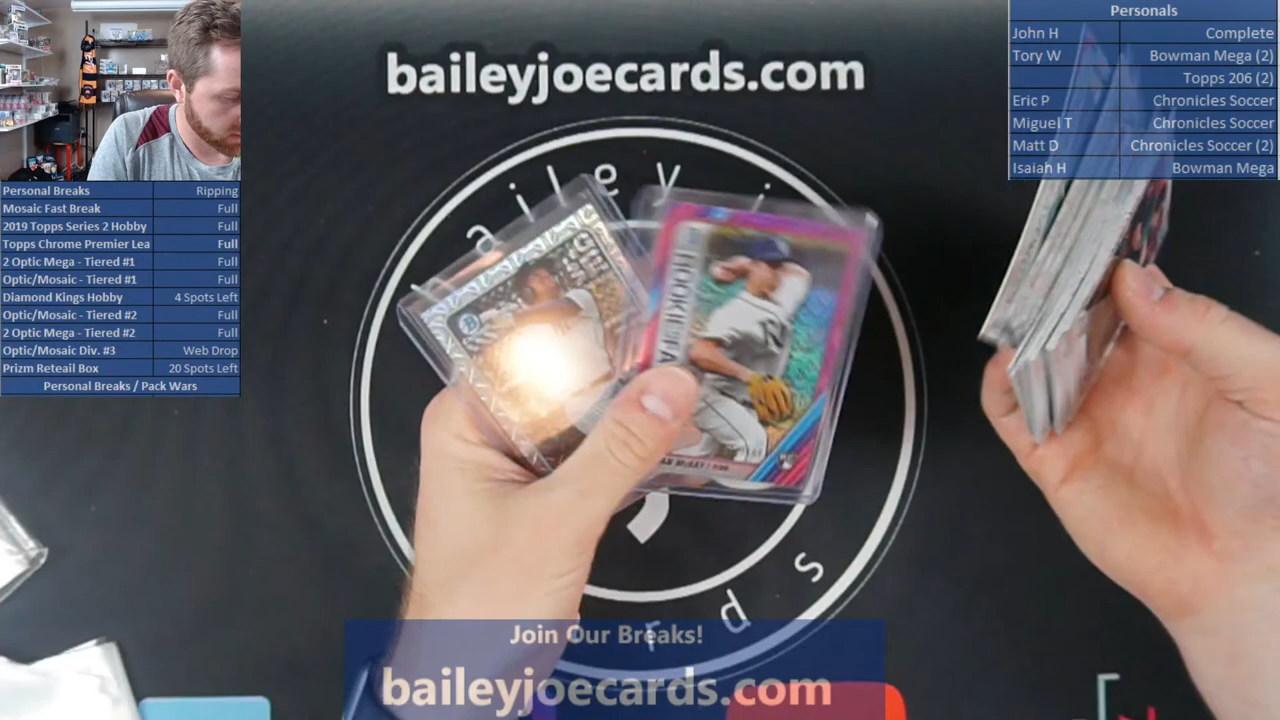 baileyjoecards.com
Personals
John H Complete
Tory W Bowman Mega (2)
Topps 206 (2)
Eric P Chronicles Soccer
Miguel T Chronicles Soccer
Matt D Chronicles Soccer (2)
Isaiah H Bowman Mega
Personal Breaks Ripping
Mosaic Fast Break Full
2019 Topps Series 2 Hobby Full
Topps Chrome Premier Lea Full
2 Optic Mega - Tiered #1 Full
Optic/Mosaic - Tiered #1 Full
Diamond Kings Hobby 4 Spots Left
Optic/Mosaic - Tiered #2 Full
2 Optic Mega - Tiered #2 Full
Optic/Mosaic Div. #3 Web Drop
Prizm Reteail Box 20 Spots Left
Personal Breaks / Pack Wars
a i l e y j
r d s
Join Our Breaks!
baileyjoecards.com